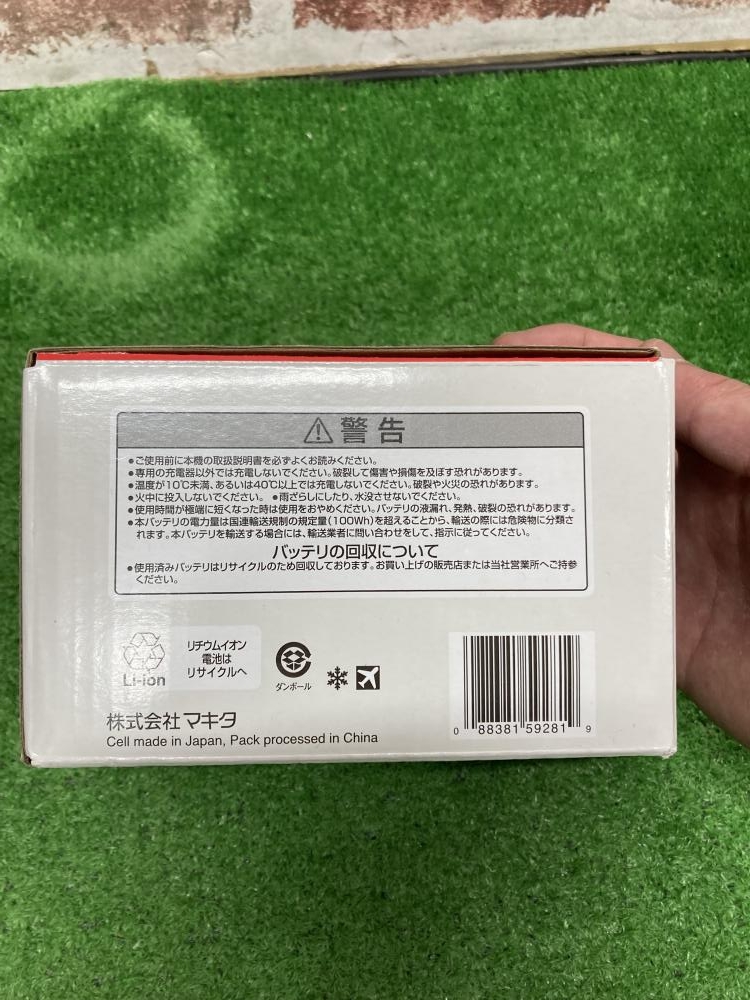 警告
●ご使用前に本機の取扱説明書を必ずよくお読みください。
●専用の充電器以外では充電しないでください。破裂して傷害や損傷を及ぼす恐れがあります。
●温度が10℃未満、あるいは40℃以上では充電しないでください。破裂や火災の恐れがあります。
●火中に投入しないでください。 ●雨ざらしにしたり、水没させないでください。
●使用時間が極端に短くなった時は使用をおやめください。バッテリの液漏れ、発熱、破裂の恐れがあります。
●本バッテリの電力量は国連輸送規制の規定量(100Wh)を超えることから、輸送の際には危険物に分類さ
れます。本バッテリを輸送する場合には、輸送業者に問い合わせをして、指示に従ってください。
バッテリの回収について
●使用済みバッテリはリサイクルのため回収しております。お買い上げの販売店または当社営業所へご持参
ください。
リチウムイオン
電池は
リサイクルへ
Li-ion
ダンボール
株式会社マキタ
Cell made in Japan, Pack processed in China
0 88381 59281 9